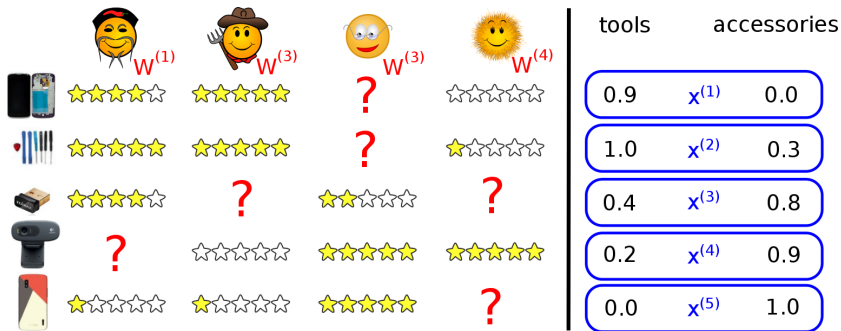 tools accessories
W(1) W(3) W(3) W(4)
? 0.9 x(1) 0.0
? 1.0 x(2) 0.3
? ? 0.4 x(3) 0.8
? 0.2 x(4) 0.9
? 0.0 x(5) 1.0